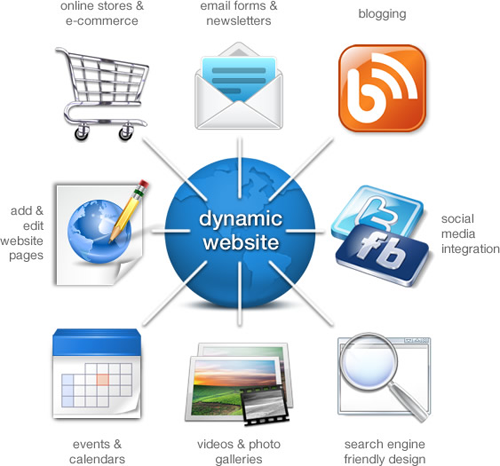 online stores &
e-commerce
email forms &
newsletters
blogging
b
add &
edit
website
pages
dynamic
website
t
fb
social
media
integration
events &
calendars
videos & photo
galleries
search engine
friendly design